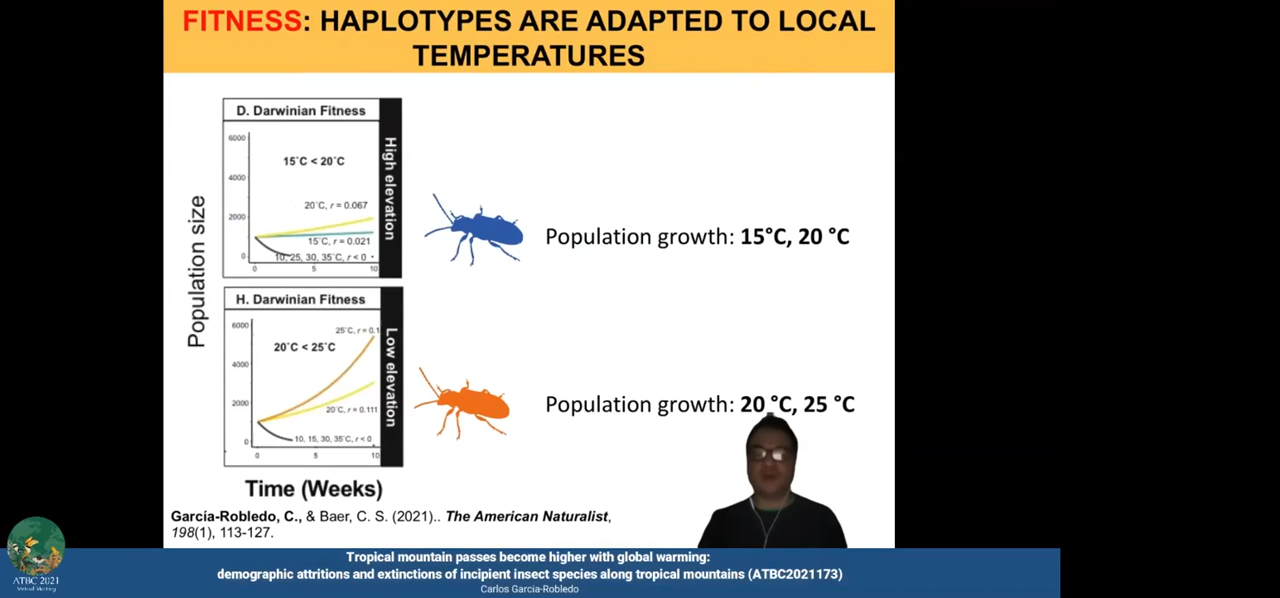 FITNESS: HAPLOTYPES ARE ADAPTED TO LOCAL
TEMPERATURES
Population size
D. Darwinian Fitness
High elevation
6000
4000
2000
0
15°C < 20°C
20°C, r = 0.067
15°C, r = 0.021
10, 25, 30, 35°C, r < 0
0 5 10
Population growth: 15°C, 20 °C
H. Darwinian Fitness
Low elevation
6000
4000
2000
0
25°C, r = 0.1
20°C < 25°C
20°C, r = 0.111
10, 15, 30, 35°C, r < 0
0 5 10
Population growth: 20 °C, 25 °C
Time (Weeks)
García-Robledo, C., & Baer, C. S. (2021).. The American Naturalist,
198(1), 113-127.
ATBC 2021
Virtual Meeting
Tropical mountain passes become higher with global warming:
demographic attritions and extinctions of incipient insect species along tropical mountains (ATBC2021173)
Carlos Garcia-Robledo